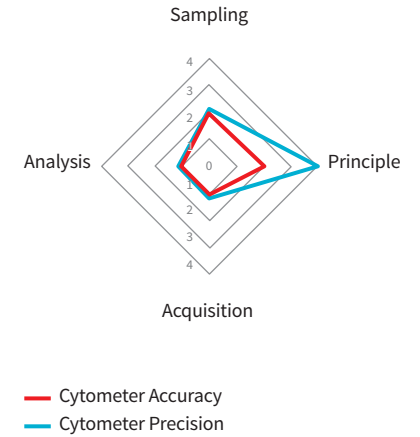 Sampling
4
3
2
1
Analysis
0
Principle
1
2
3
4
Acquisition
Cytometer Accuracy
Cytometer Precision